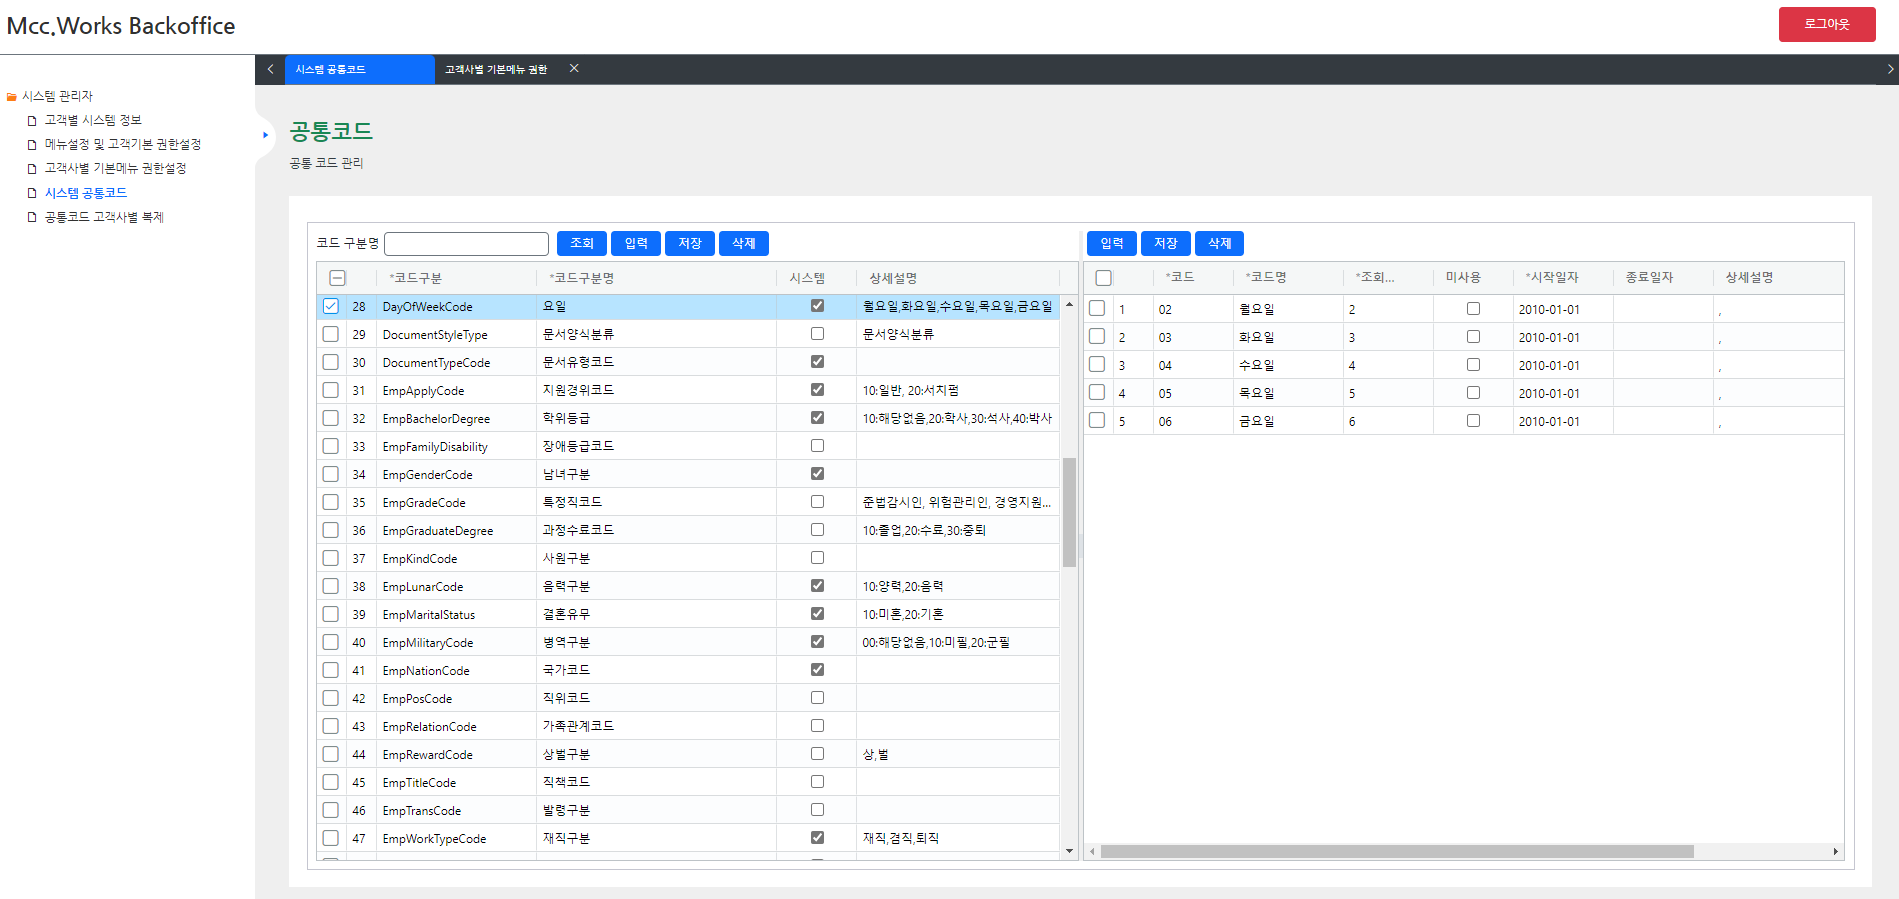 Mcc.Works Backoffice
로그아웃
시스템 공통코드
고객사별 기본메뉴 권한
시스템 관리자
고객별 시스템 정보
메뉴설정 및 고객기본 권한설정
고객사별 기본메뉴 권한설정
시스템 공통코드
공통코드 고객사별 복제
공통코드
공통 코드 관리
코드 구분명 조회 입력 저장 삭제
*코드구분 *코드구분명 시스템 상세설명
28 DayOfWeekCode 요일 월요일,화요일,수요일,목요일,금요일
29 DocumentStyleType 문서양식분류 문서양식분류
30 DocumentTypeCode 문서유형코드
31 EmpApplyCode 지원경위코드 10:일반, 20:서치펌
32 EmpBachelorDegree 학위등급 10:해당없음,20:학사,30:석사,40:박사
33 EmpFamilyDisability 장애등급코드
34 EmpGenderCode 남녀구분
35 EmpGradeCode 특정직코드 준법감시인, 위험관리인, 경영지원...
36 EmpGraduateDegree 과정수료코드 10:졸업,20:수료,30:중퇴
37 EmpKindCode 사원구분
38 EmpLunarCode 음력구분 10:양력,20:음력
39 EmpMaritalStatus 결혼유무 10:미혼,20:기혼
40 EmpMilitaryCode 병역구분 00:해당없음,10:미필,20:군필
41 EmpNationCode 국가코드
42 EmpPosCode 직위코드
43 EmpRelationCode 가족관계코드
44 EmpRewardCode 상벌구분 상,벌
45 EmpTitleCode 직책코드
46 EmpTransCode 발령구분
47 EmpWorkTypeCode 재직구분 재직,겸직,퇴직
입력 저장 삭제
*코드 *코드명 *조회... 미사용 *시작일자 종료일자 상세설명
1 02 월요일 2 2010-01-01 ,
2 03 화요일 3 2010-01-01 ,
3 04 수요일 4 2010-01-01 ,
4 05 목요일 5 2010-01-01 ,
5 06 금요일 6 2010-01-01 ,